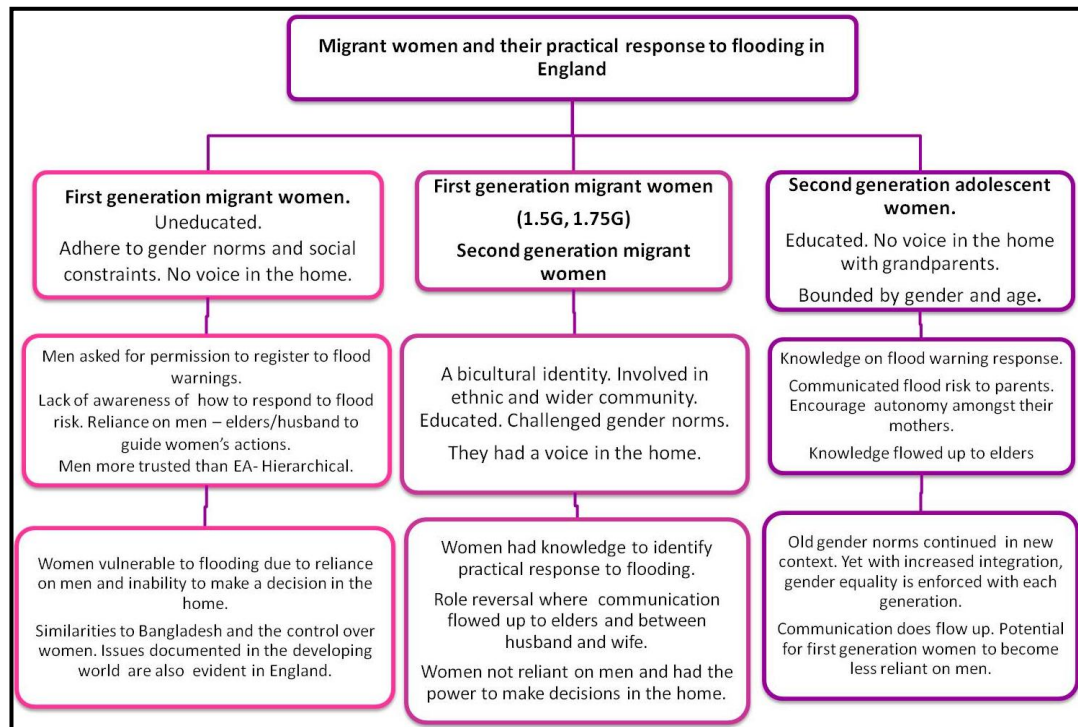 Migrant women and their practical response to flooding in
England
First generation migrant women.
Uneducated.
Adhere to gender norms and social
constraints. No voice in the home.
Men asked for permission to register to flood
warnings.
Lack of awareness of how to respond to flood
risk. Reliance on men – elders/husband to
guide women's actions.
Men more trusted than EA- Hierarchical.
Women vulnerable to flooding due to reliance
on men and inability to make a decision in the
home.
Similarities to Bangladesh and the control over
women. Issues documented in the developing
world are also evident in England.
First generation migrant women
(1.5G, 1.75G)
Second generation migrant
women
A bicultural identity. Involved in
ethnic and wider community.
Educated. Challenged gender norms.
They had a voice in the home.
Women had knowledge to identify
practical response to flooding.
Role reversal where communication
flowed up to elders and between
husband and wife.
Women not reliant on men and had the
power to make decisions in the home.
Second generation adolescent
women.
Educated. No voice in the home
with grandparents.
Bounded by gender and age.
Knowledge on flood warning response.
Communicated flood risk to parents.
Encourage autonomy amongst their
mothers.
Knowledge flowed up to elders
Old gender norms continued in new
context. Yet with increased integration,
gender equality is enforced with each
generation.
Communication does flow up. Potential
for first generation women to become
less reliant on men.